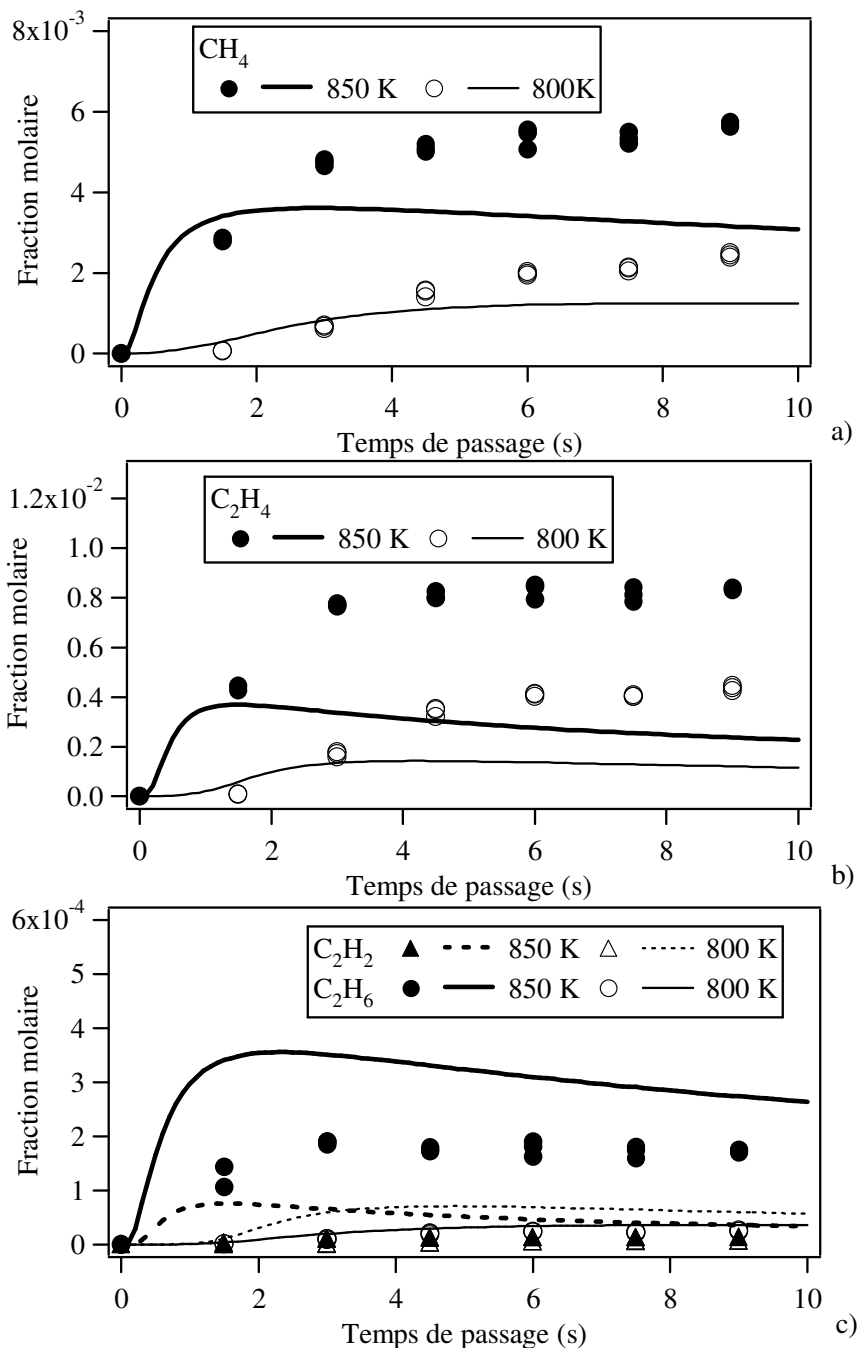 8x10-3
CH4
850 K 800K
6
4
2
0
Fraction molaire
0 2 4 6 8 10
Temps de passage (s)
a)
1.2x10-2
C2H4
850 K 800 K
1.0
0.8
0.6
0.4
0.2
0.0
Fraction molaire
0 2 4 6 8 10
Temps de passage (s)
b)
6x10-4
C2H2 850 K 800 K
C2H6 850 K 800 K
5
4
3
2
1
0
Fraction molaire
0 2 4 6 8 10
Temps de passage (s)
c)